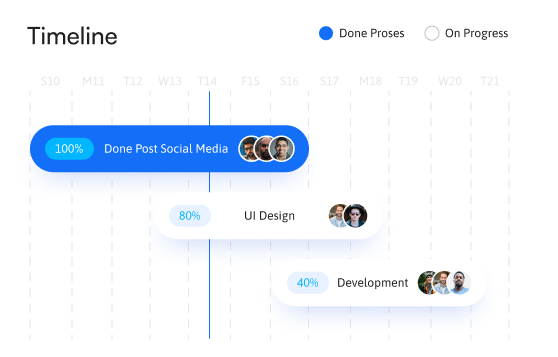 Timeline
Done Proses
On Progress
S10 M11 T12 W13 T14 F15 S16 S17 M18 T19 W20 T21
100% Done Post Social Media
80% UI Design
40% Development